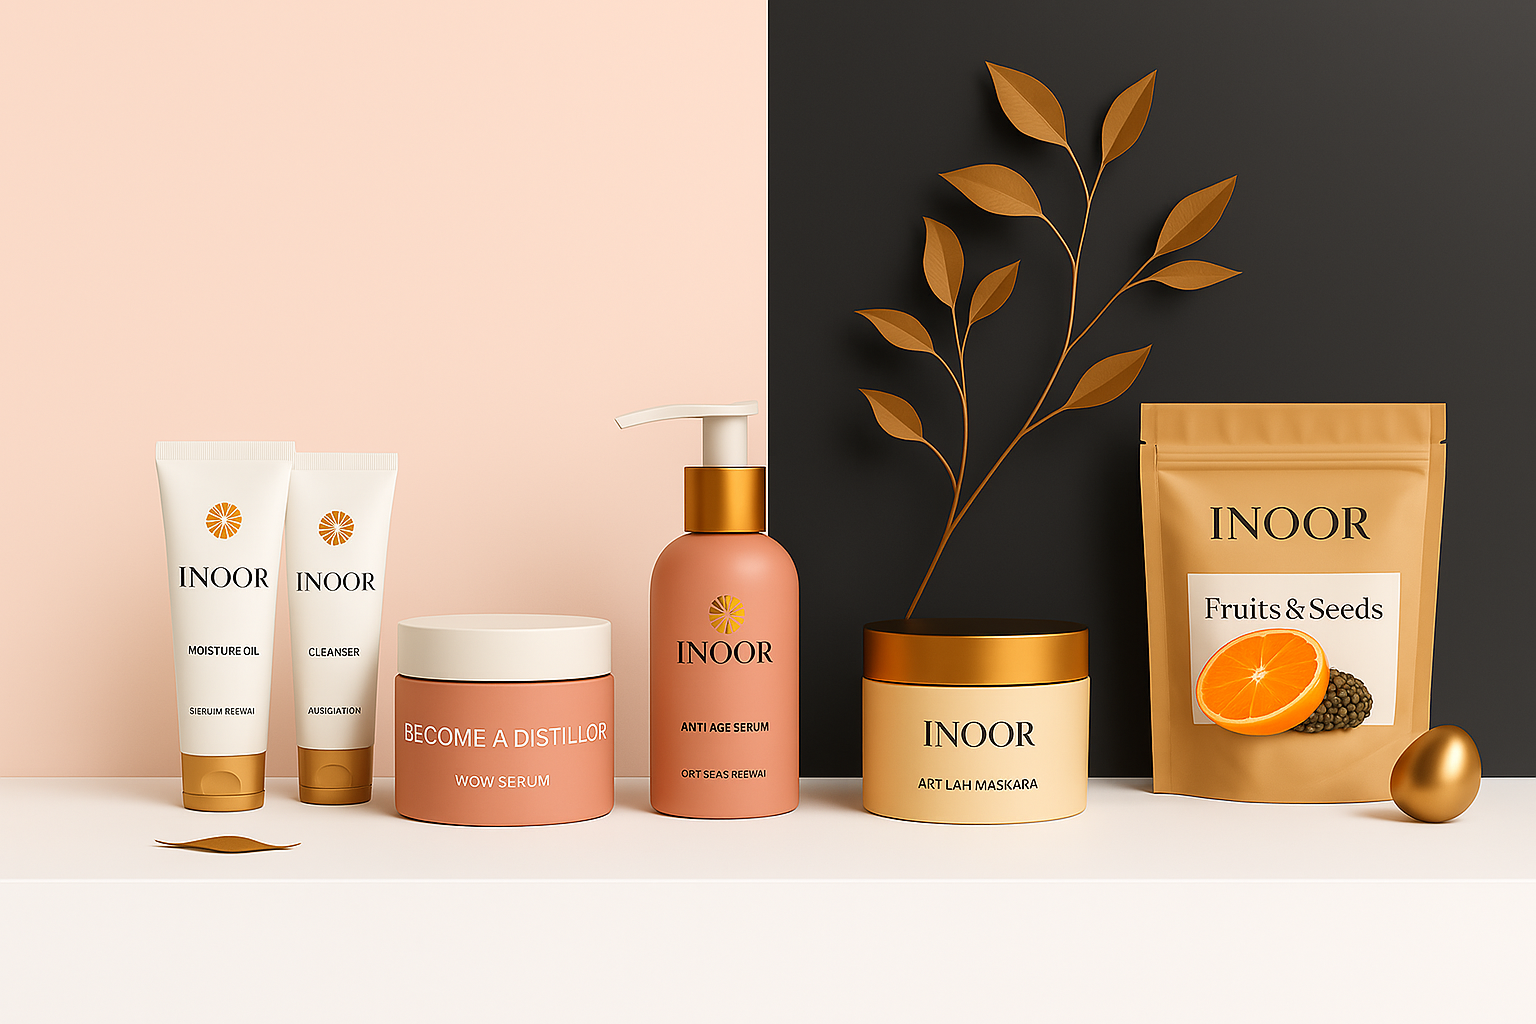 INOOR
MOISTURE OIL
SIERUIM REEWAI
INOOR
CLEANSER
AUSIGIATION
BECOME A DISTILLOR
WOW SERUM
INOOR
ANTI AGE SERUM
ORT SEAS REEWAI
INOOR
ART LAH MASKARA
INOOR
Fruits & Seeds